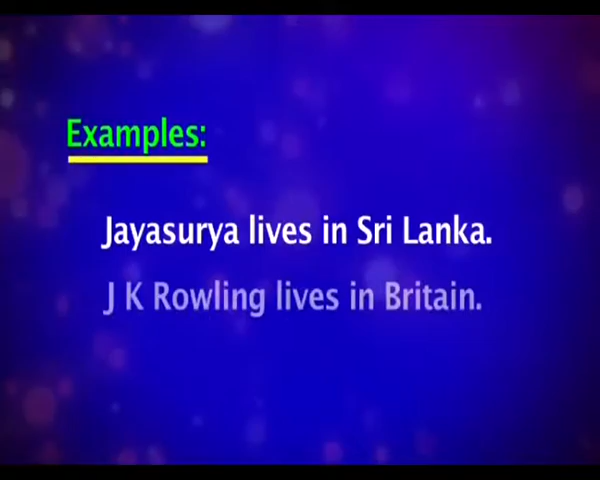 Examples:
Jayasurya lives in Sri Lanka.
J K Rowling lives in Britain.